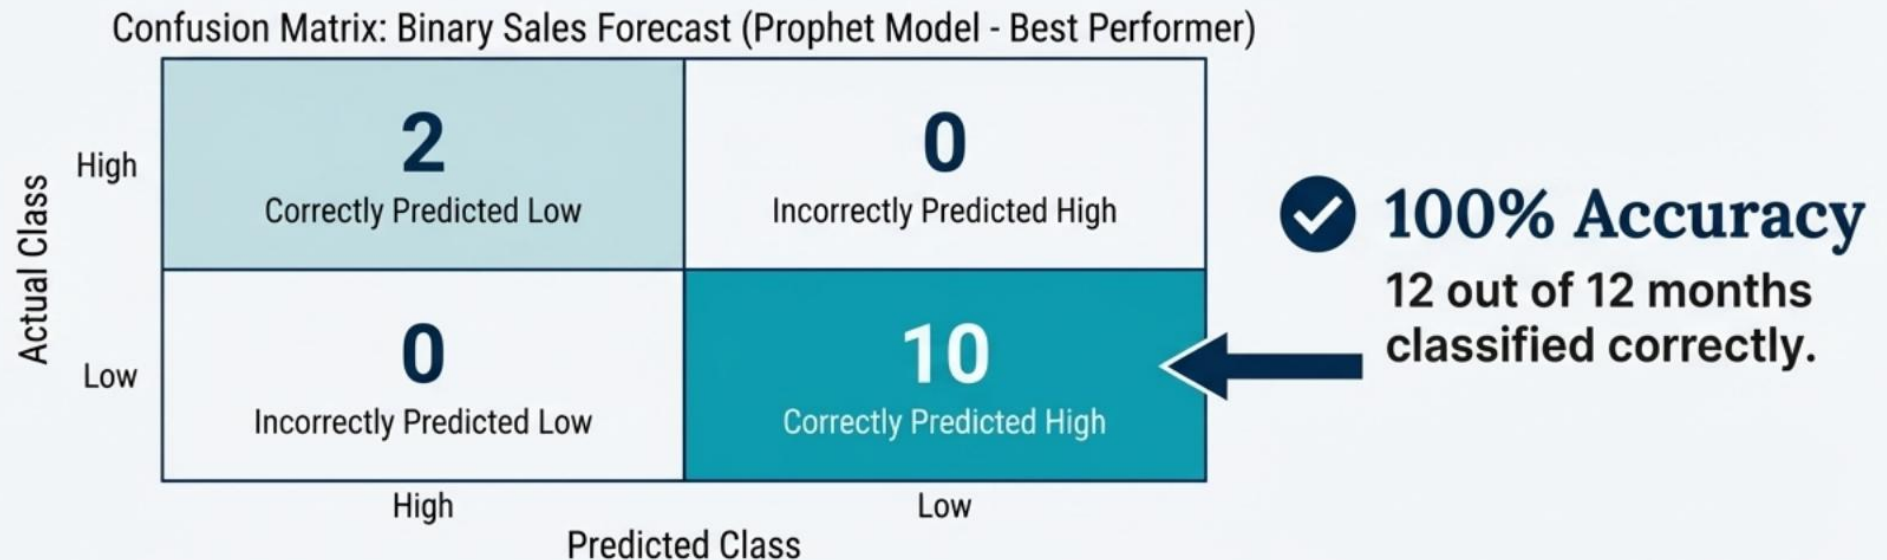 Confusion Matrix: Binary Sales Forecast (Prophet Model - Best Performer)
Actual Class
High
2
Correctly Predicted Low
0
Incorrectly Predicted High
Low
0
Incorrectly Predicted Low
10
Correctly Predicted High
High
Low
Predicted Class
100% Accuracy
12 out of 12 months
classified correctly.